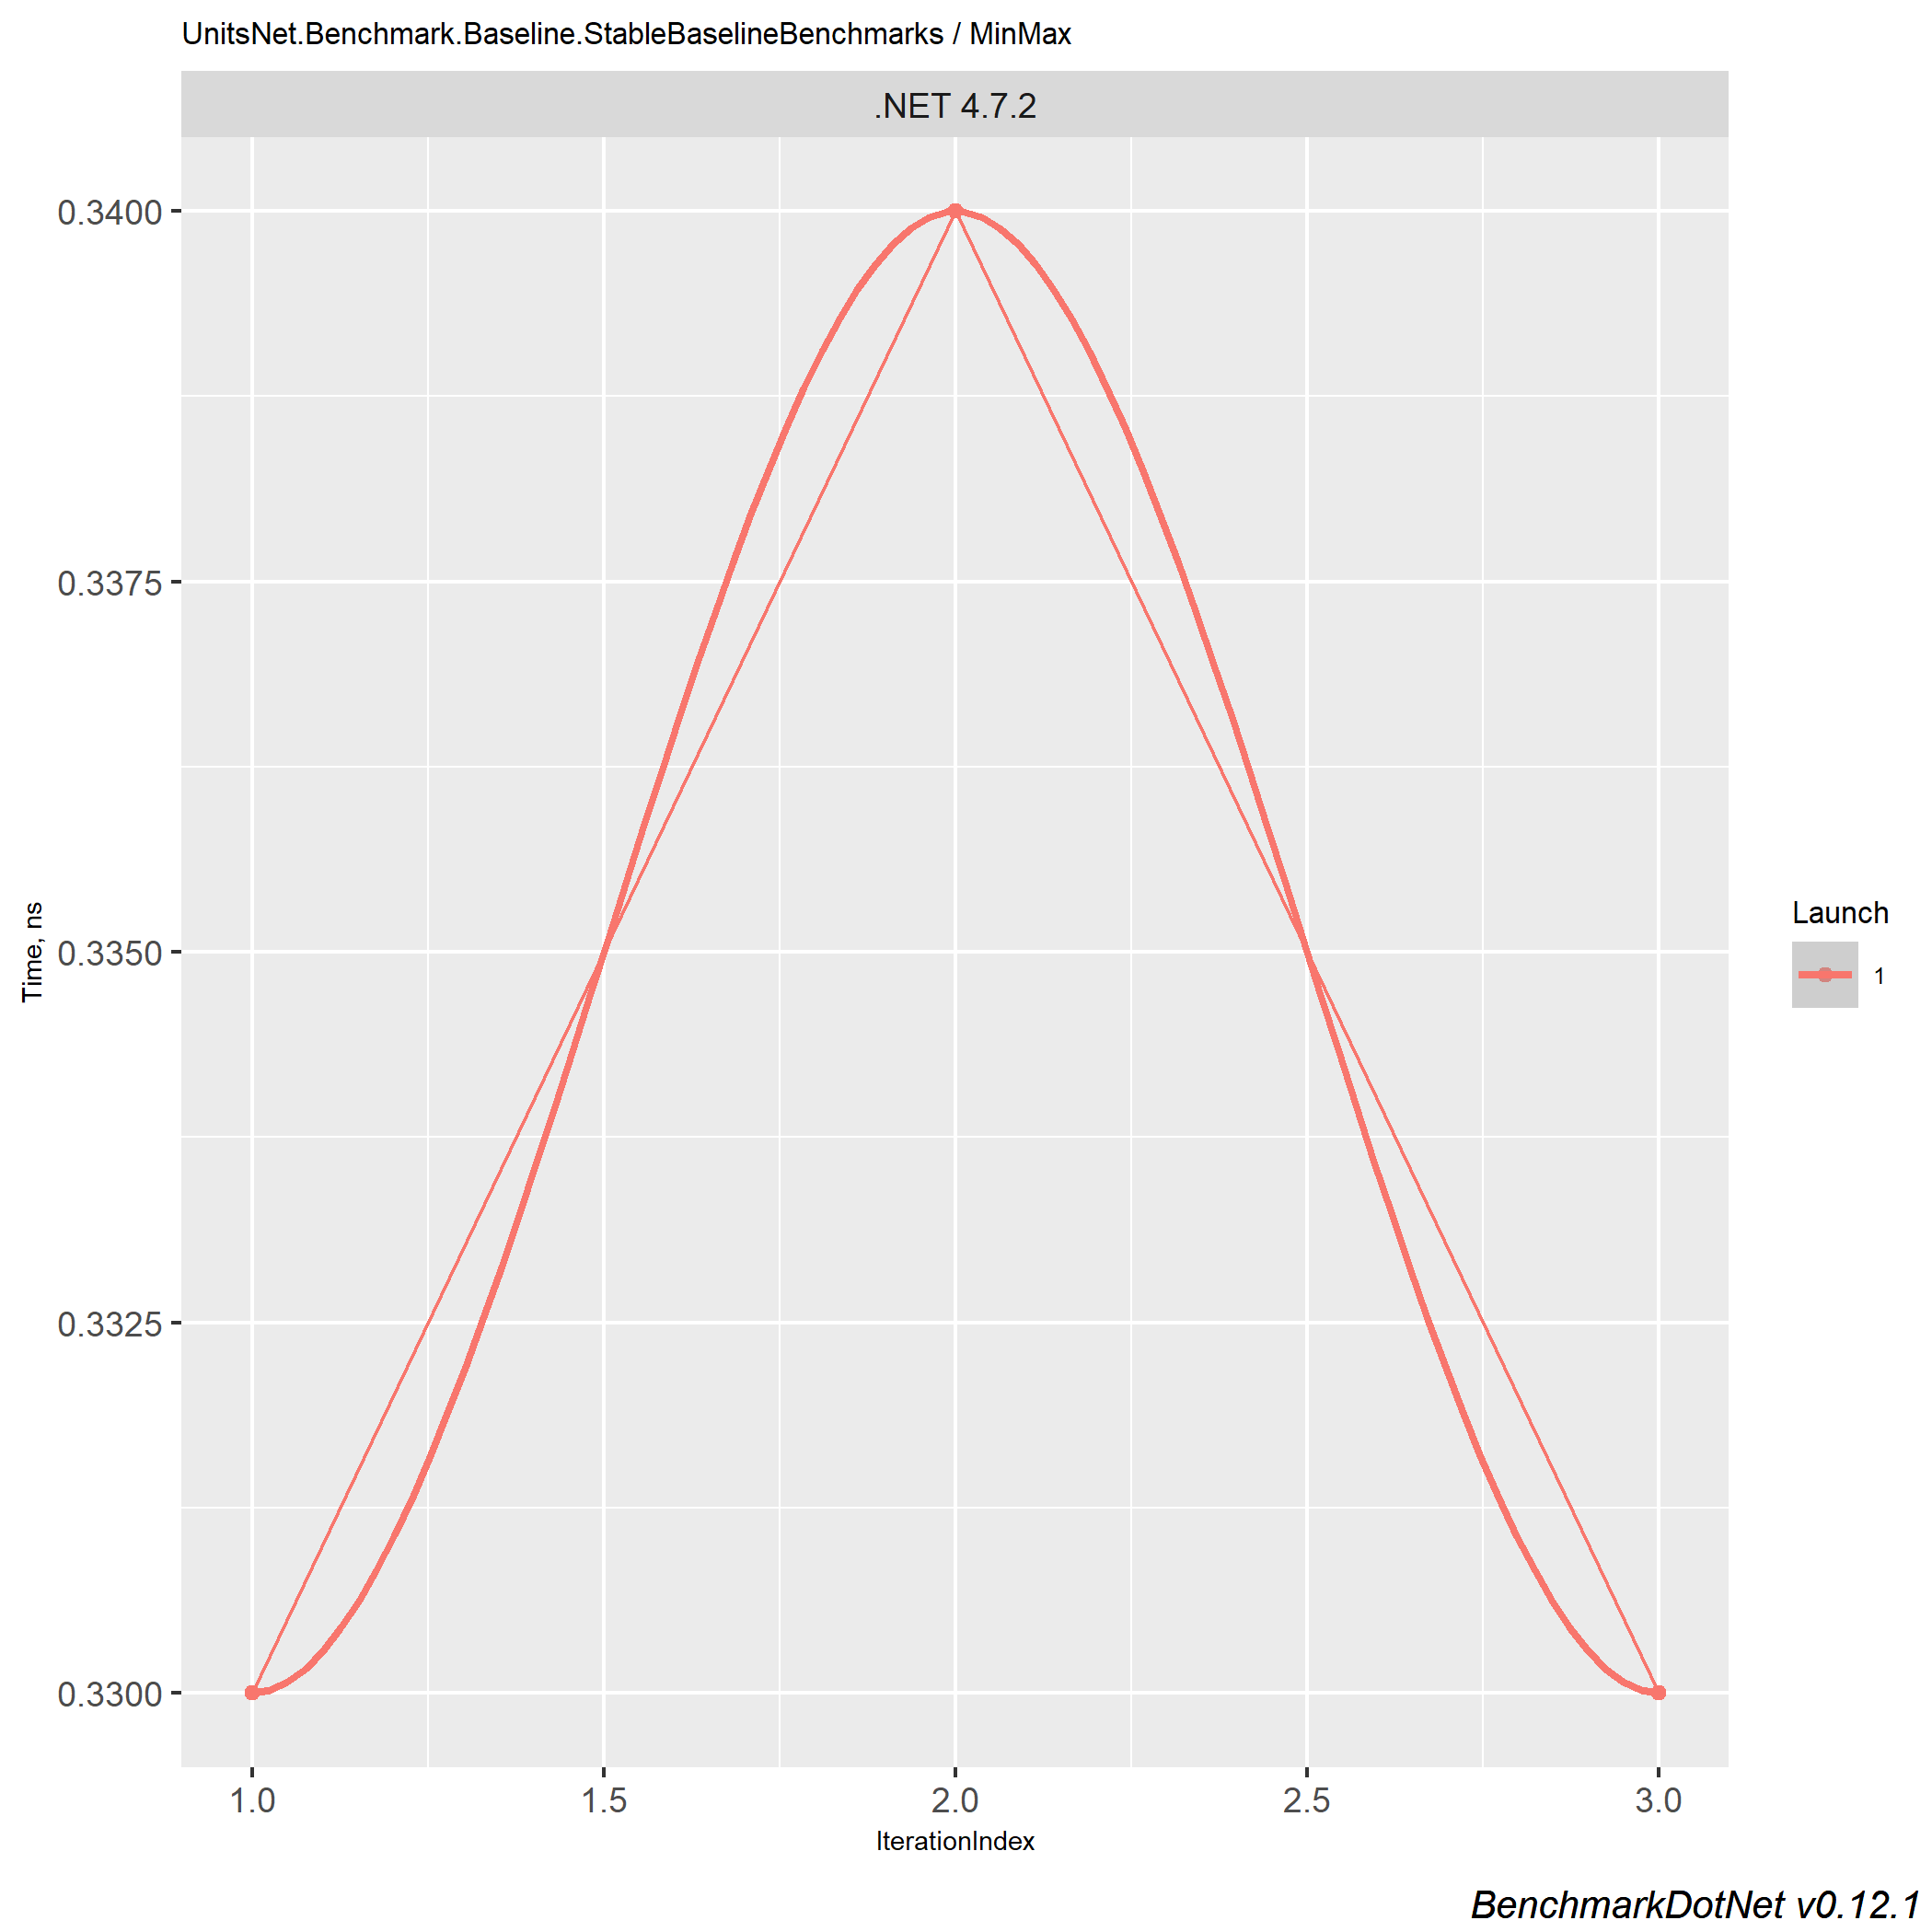 UnitsNet.Benchmark.Baseline.StableBaselineBenchmarks / MinMax
.NET 4.7.2
0.3400
0.3375
0.3350
0.3325
0.3300
Time, ns
1.0 1.5 2.0 2.5 3.0
IterationIndex
Launch
1
BenchmarkDotNet v0.12.1